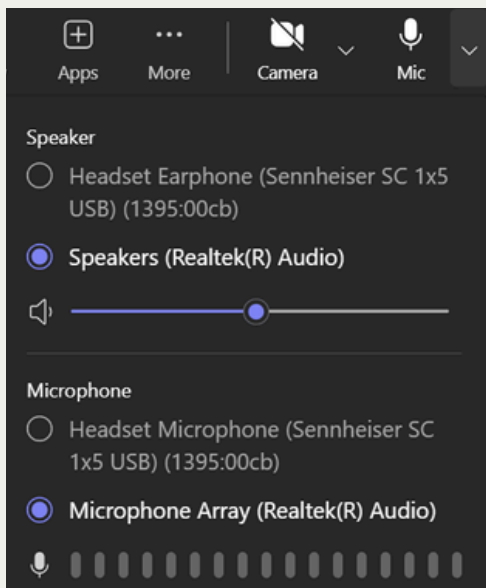 Apps More Camera Mic
Speaker
Headset Earphone (Sennheiser SC 1x5
USB) (1395:00cb)
Speakers (Realtek(R) Audio)
Microphone
Headset Microphone (Sennheiser SC
1x5 USB) (1395:00cb)
Microphone Array (Realtek(R) Audio)